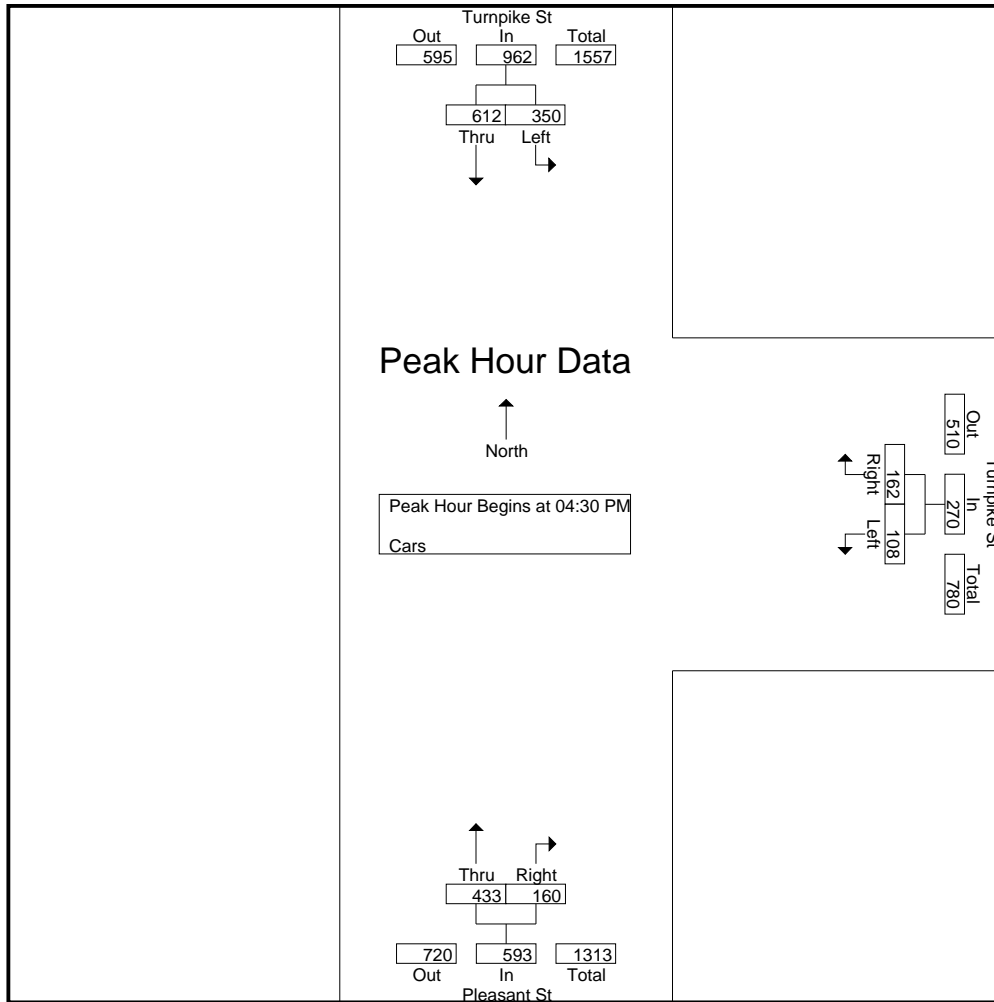 Turnpike St
Out In Total
595 962 1557
612 350
Thru Left
Peak Hour Data
North
Peak Hour Begins at 04:30 PM
Cars
Turnpike St
Out In Total
510 270 780
162 108
Right Left
Thru Right
433 160
720 593 1313
Out In Total
Pleasant St